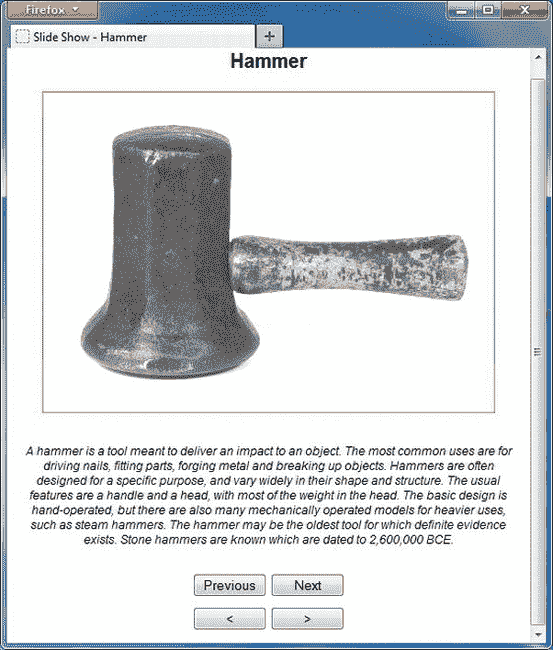 Firefox
Slide Show - Hammer
+
Hammer
A hammer is a tool meant to deliver an impact to an object. The most common uses are for
driving nails, fitting parts, forging metal and breaking up objects. Hammers are often
designed for a specific purpose, and vary widely in their shape and structure. The usual
features are a handle and a head, with most of the weight in the head. The basic design is
hand-operated, but there are also many mechanically operated models for heavier uses,
such as steam hammers. The hammer may be the oldest tool for which definite evidence
exists. Stone hammers are known which are dated to 2,600,000 BCE.
Previous Next
< >